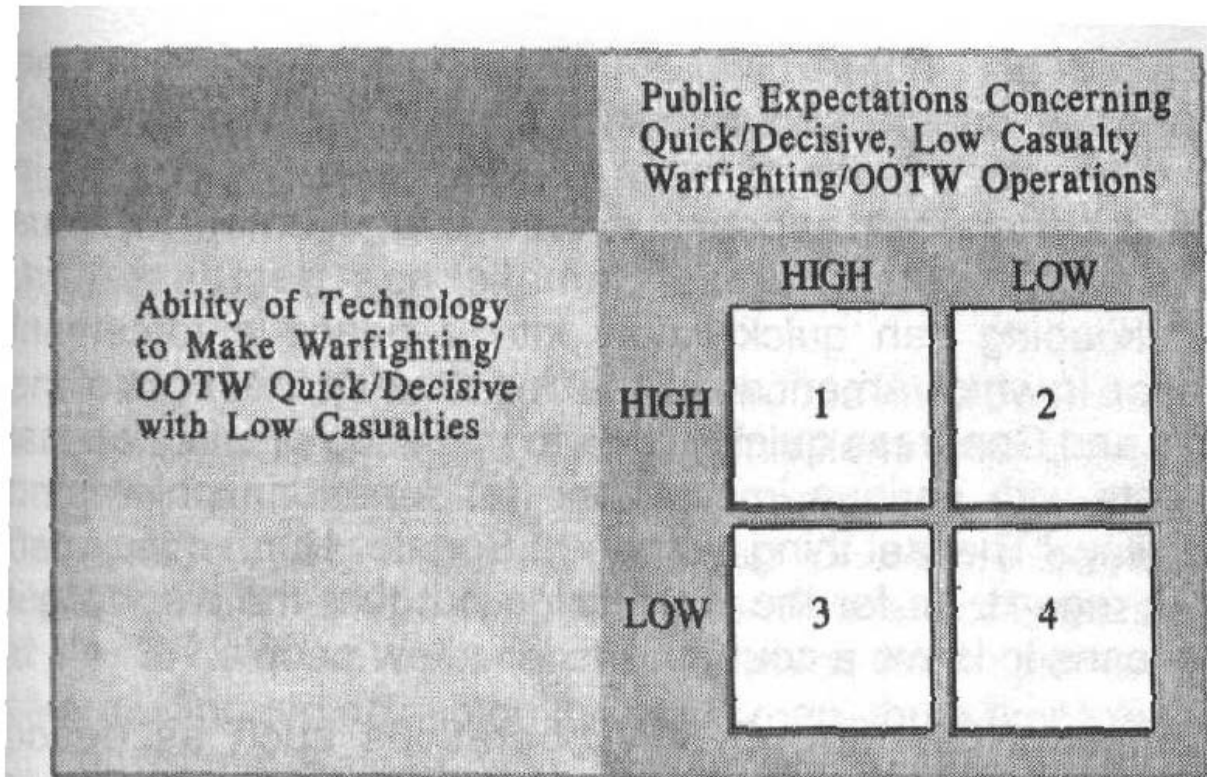 Public Expectations Concerning
Quick/Decisive, Low Casualty
Warfighting/OOTW Operations
Ability of Technology
to Make Warfighting/
OOTW Quick/Decisive
with Low Casualties
HIGH LOW
HIGH 1 2
LOW 3 4